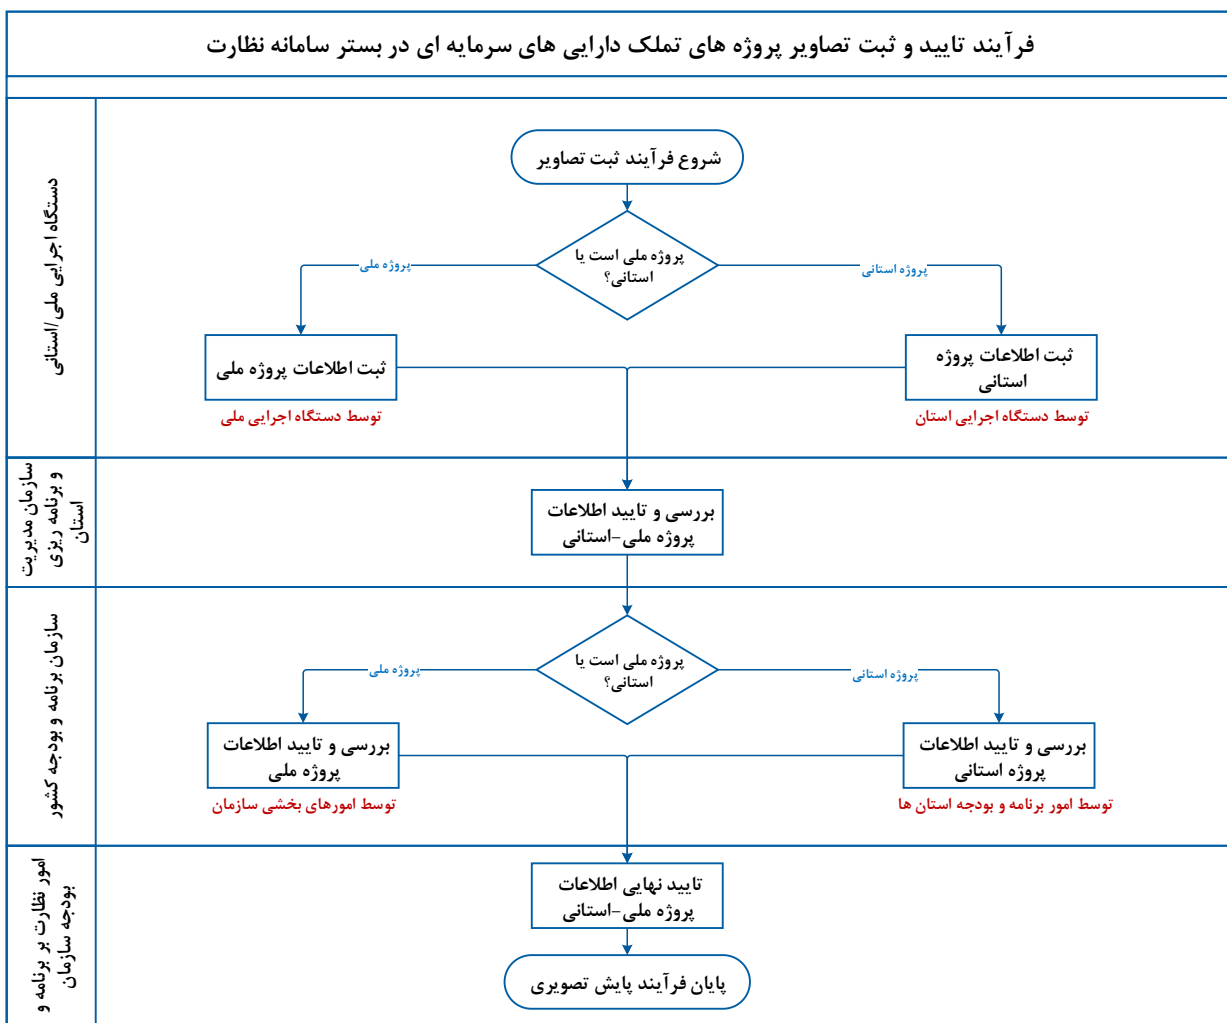 فرآیند تایید و ثبت تصاویر پروژه های تملک دارایی های سرمایه ای در بستر سامانه نظارت
دستگاه اجرایی ملی/استانی
شروع فرآیند ثبت تصاویر
پروژه ملی است یا
استانی؟
پروژه استانی
پروژه ملی
ثبت اطلاعات پروژه
استانی
توسط دستگاه اجرایی استان
ثبت اطلاعات پروژه ملی
توسط دستگاه اجرایی ملی
سازمان مدیریت
و برنامه ریزی
استان
بررسی و تایید اطلاعات
پروژه ملی-استانی
سازمان برنامه و بودجه کشور
پروژه ملی است یا
استانی؟
پروژه استانی
پروژه ملی
بررسی و تایید اطلاعات
پروژه استانی
توسط امور برنامه و بودجه استان ها
بررسی و تایید اطلاعات
پروژه ملی
توسط امورهای بخشی سازمان
امور نظارت بر برنامه و
بودجه سازمان
تایید نهایی اطلاعات
پروژه ملی-استانی
پایان فرآیند پایش تصویری